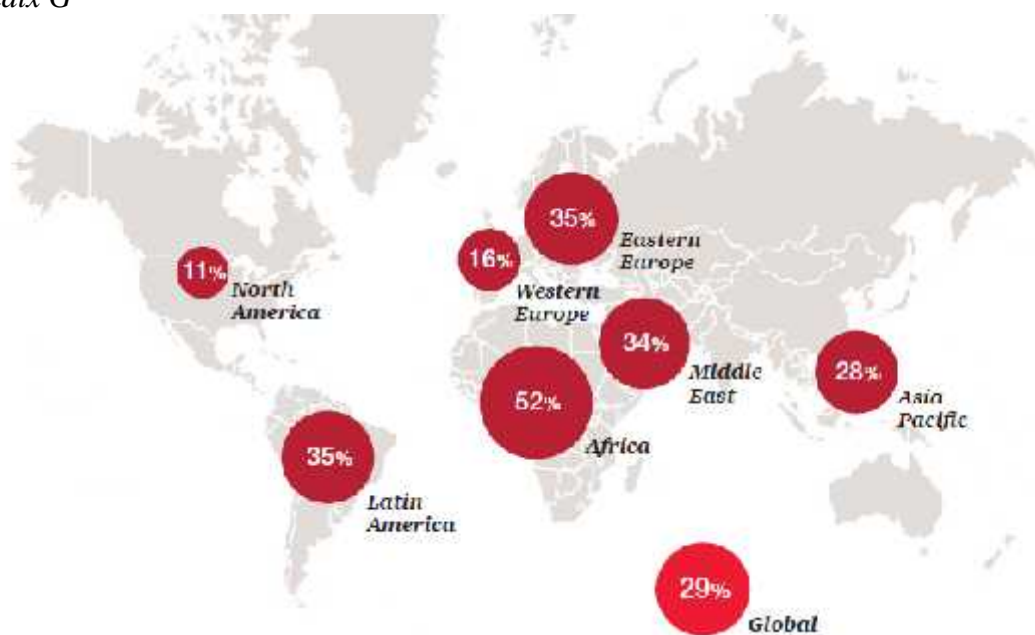 G
35%
Eastern
Europe
16%
Western
Europe
11%
North
America
34%
Middle
East
28%
Asia
Pacific
52%
Africa
35%
Latin
America
29%
Global